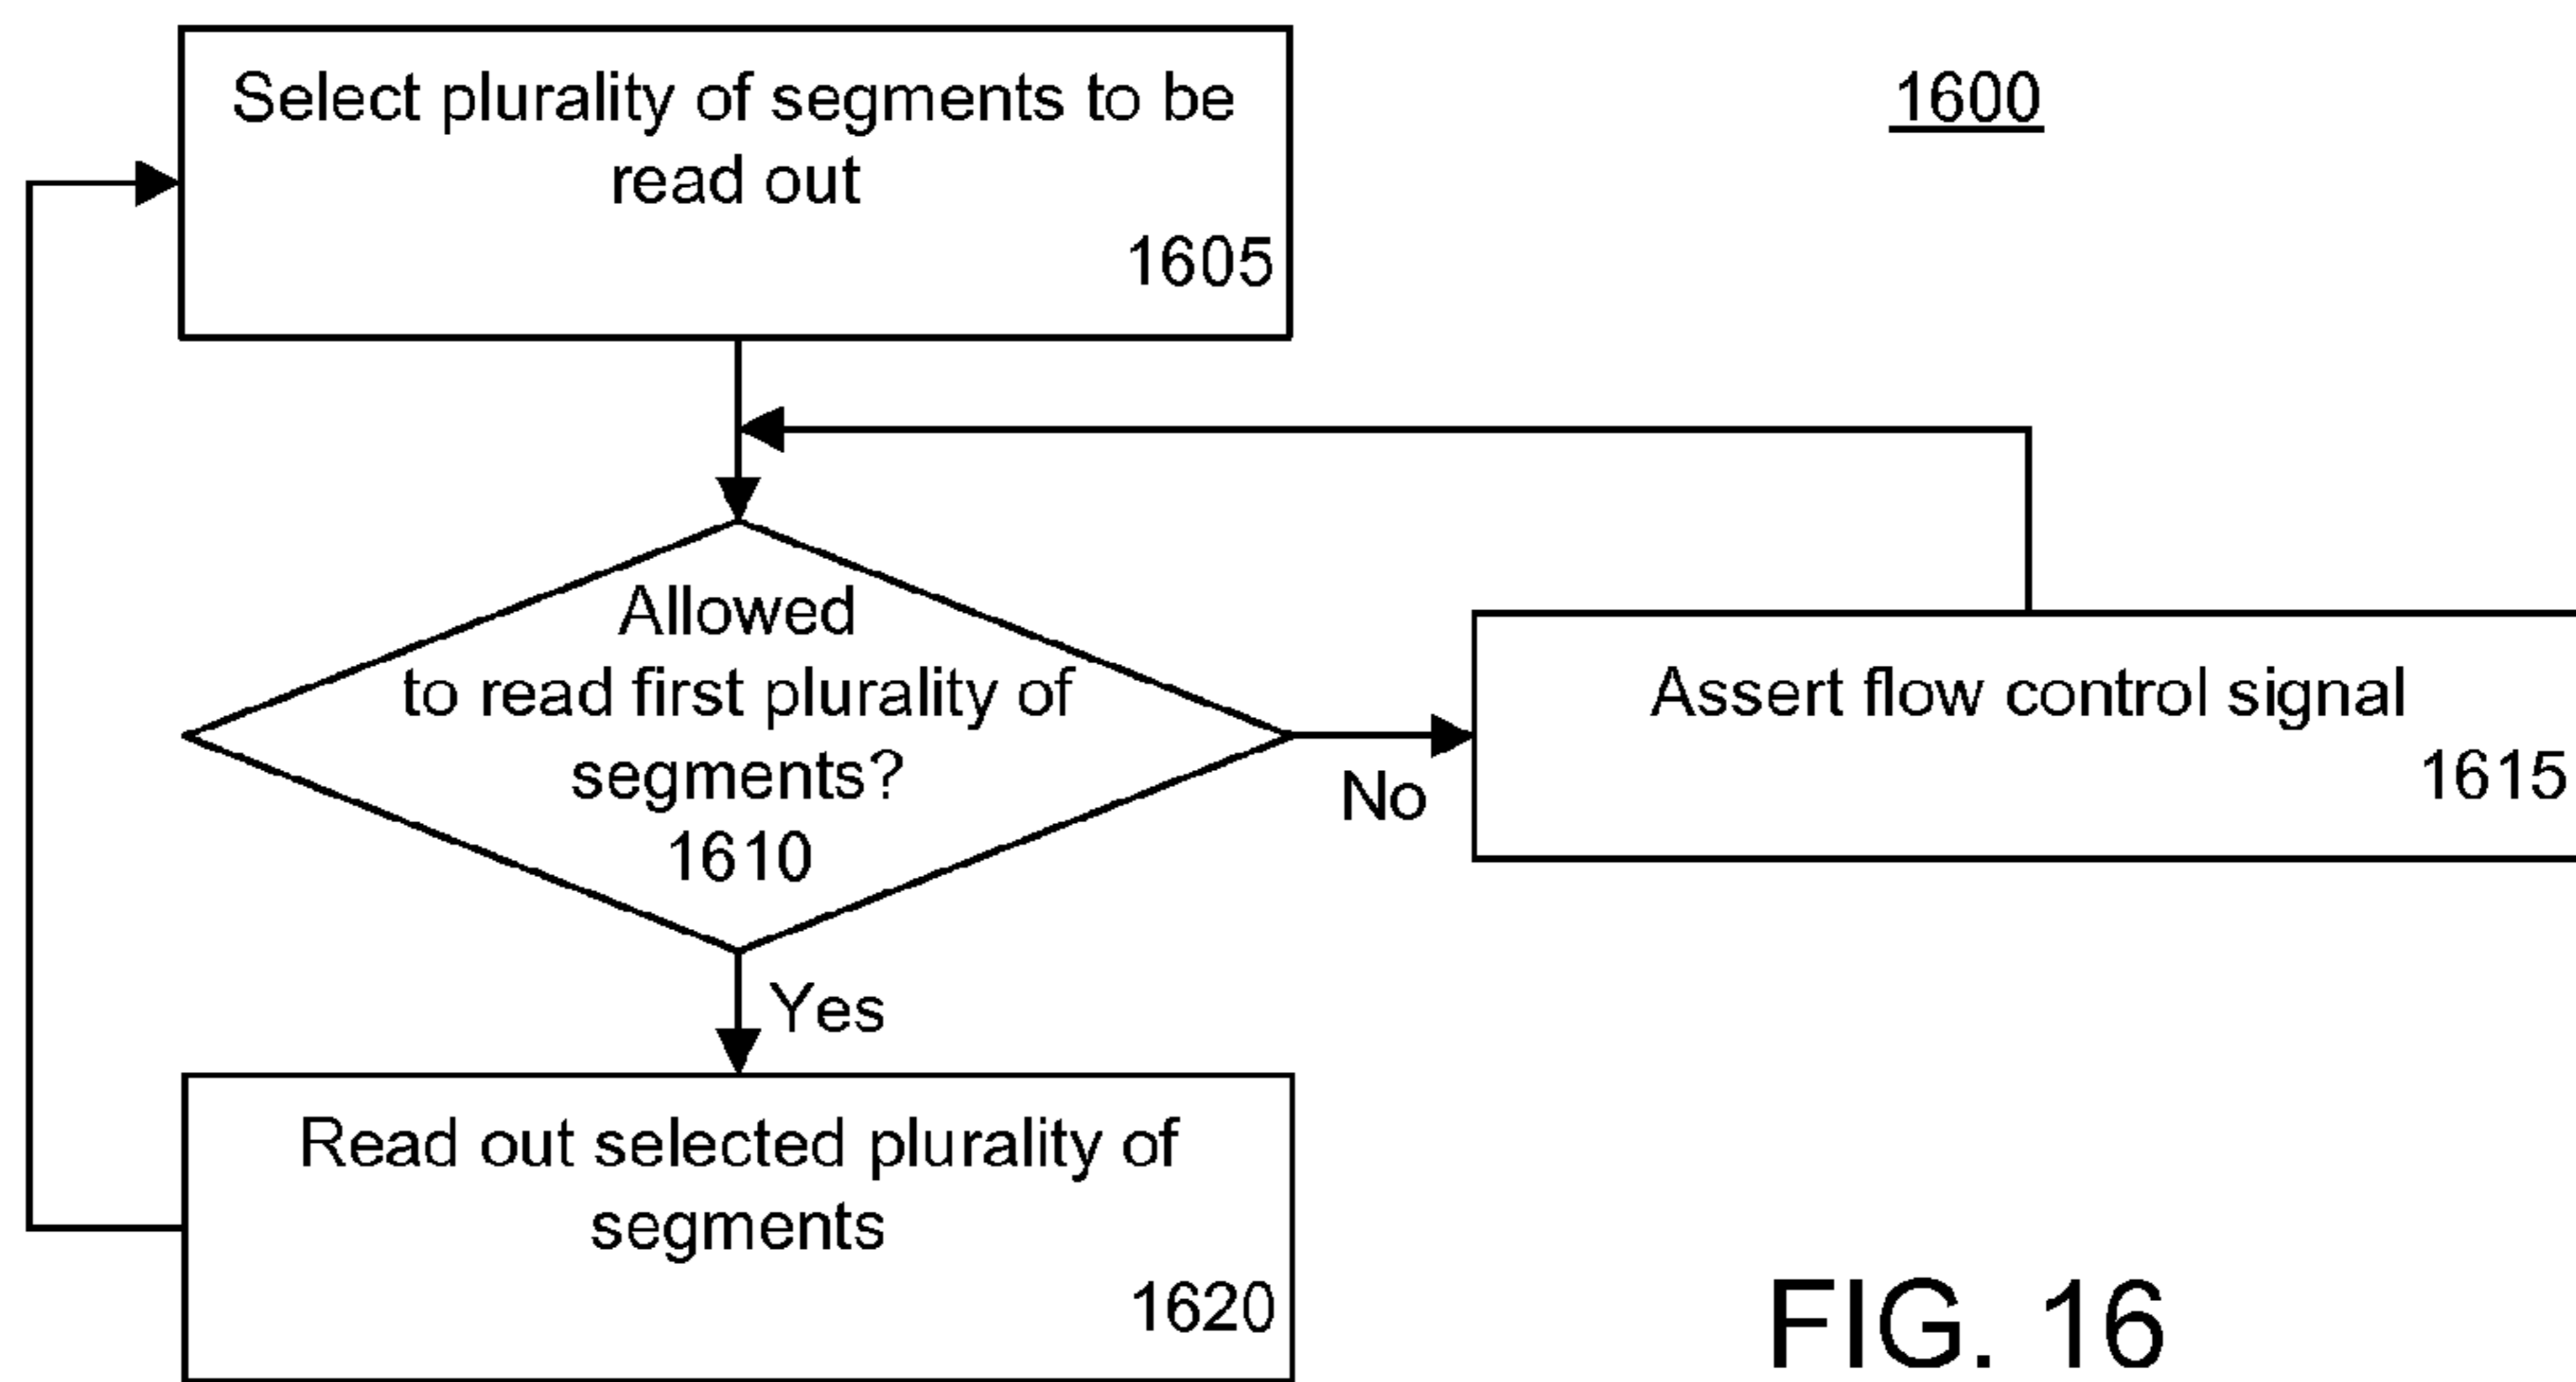 Select plurality of segments to be
read out
1605
1600
Allowed
to read first plurality of
segments?
1610
No
Assert flow control signal
1615
Yes
Read out selected plurality of
segments
1620
FIG. 16